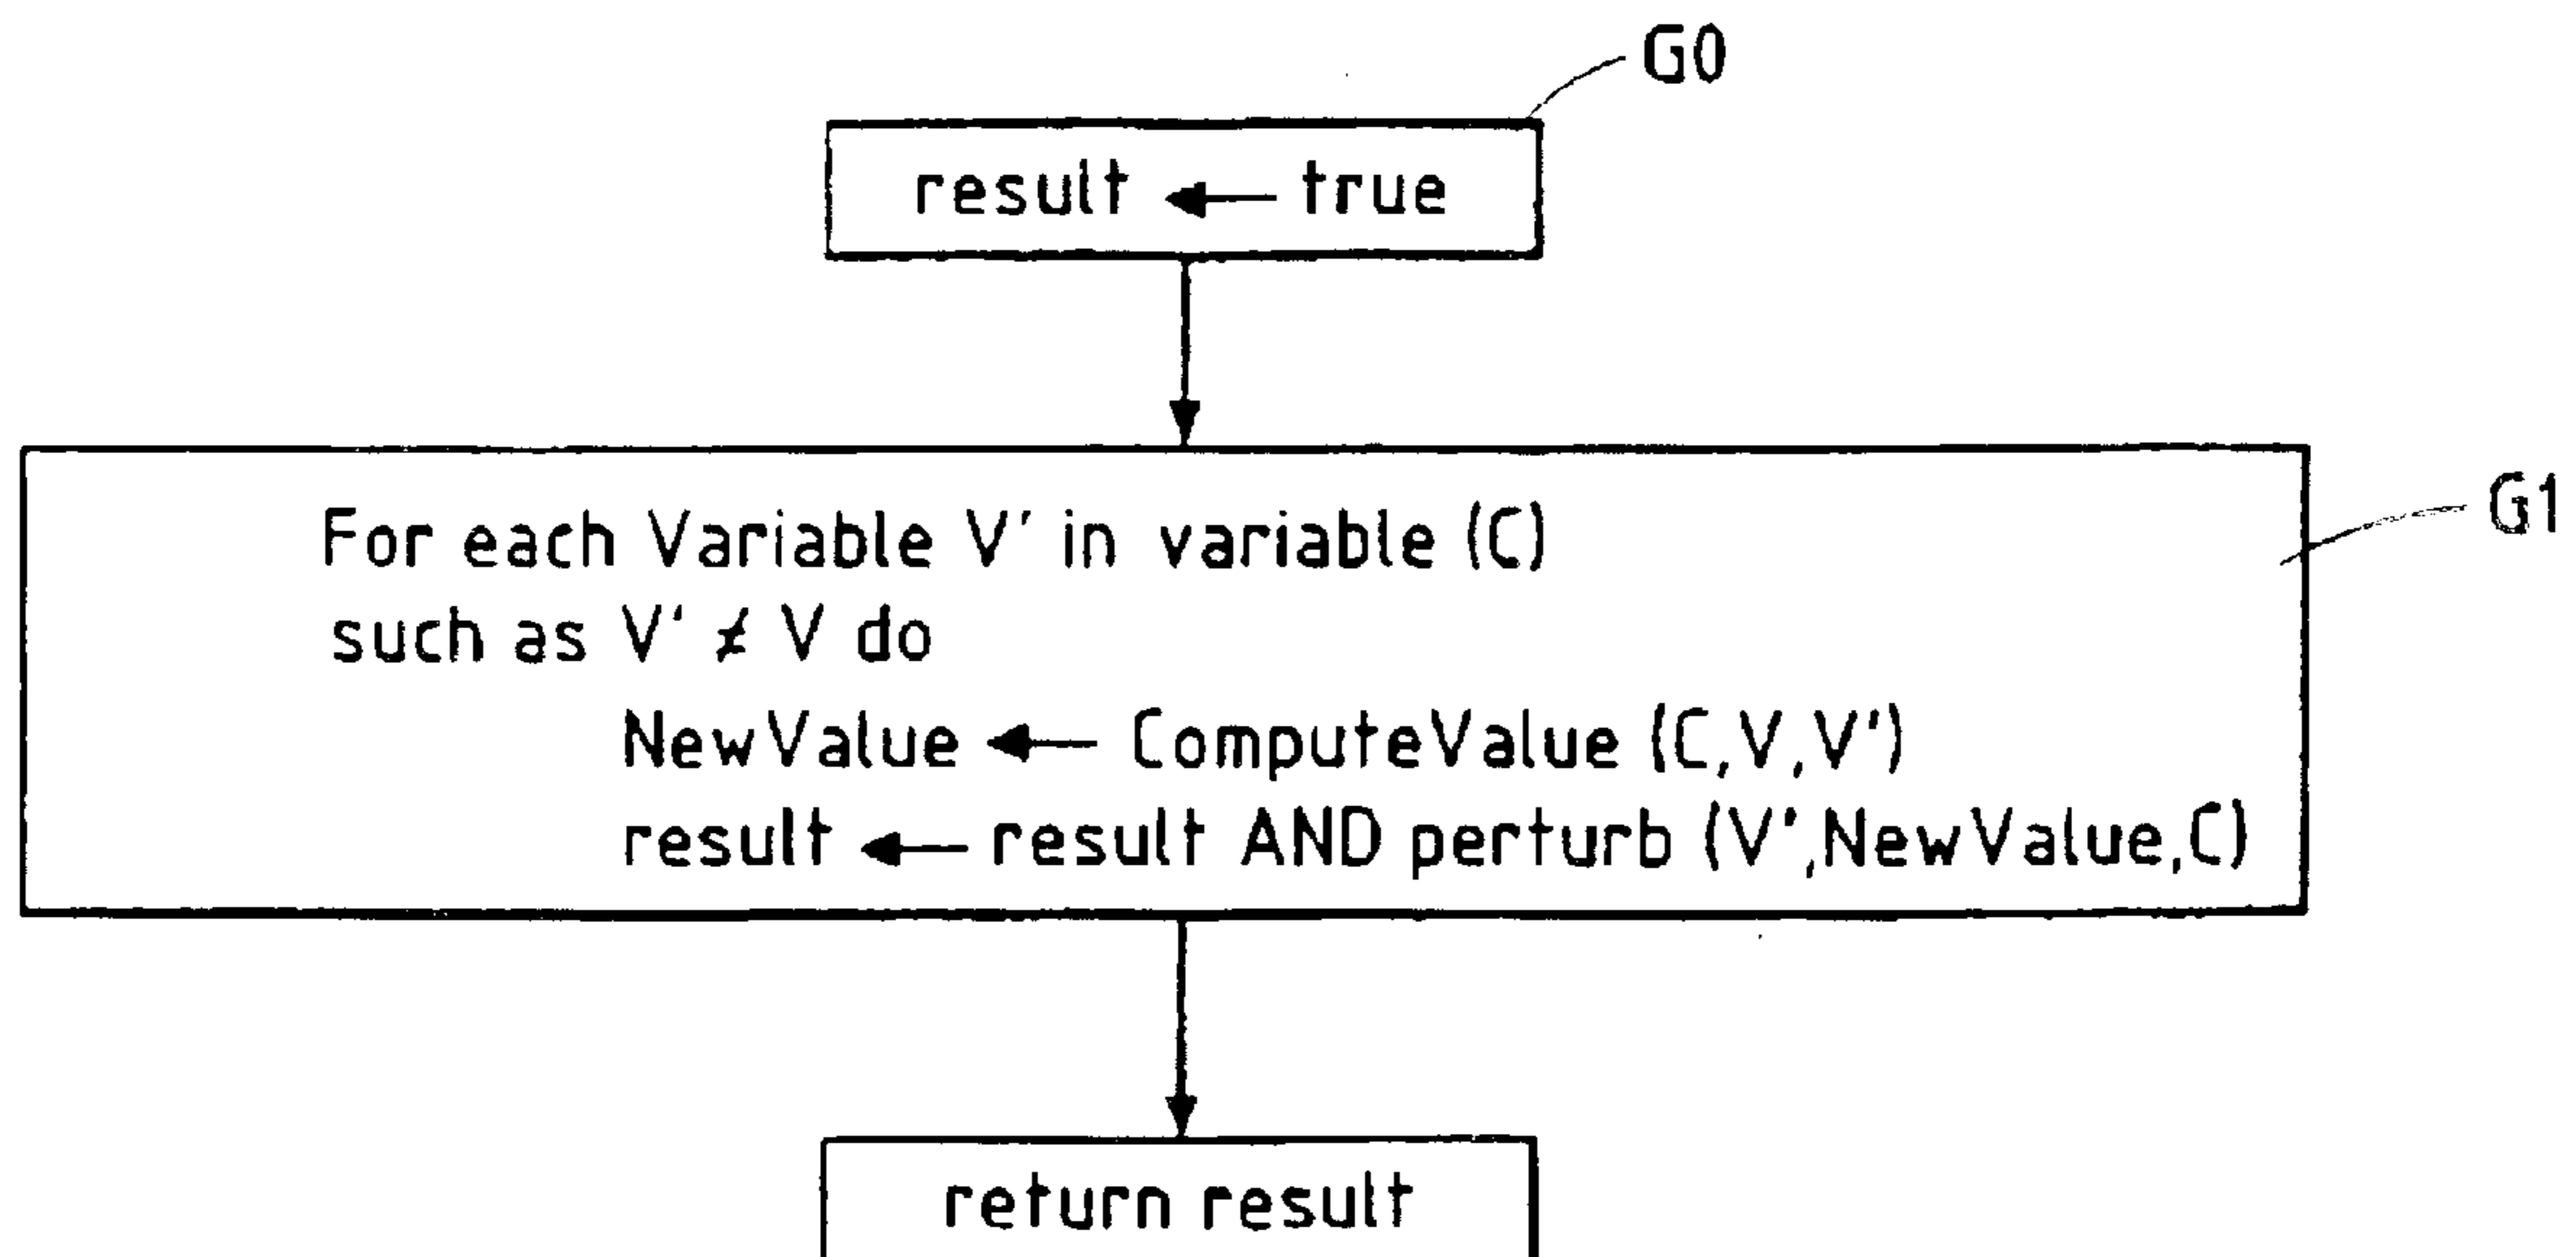 G0
result ← true
G1
For each Variable V' in variable (C)
such as V' ≠ V do
NewValue ← ComputeValue (C,V,V')
result ← result AND perturb (V',NewValue,C)
return result